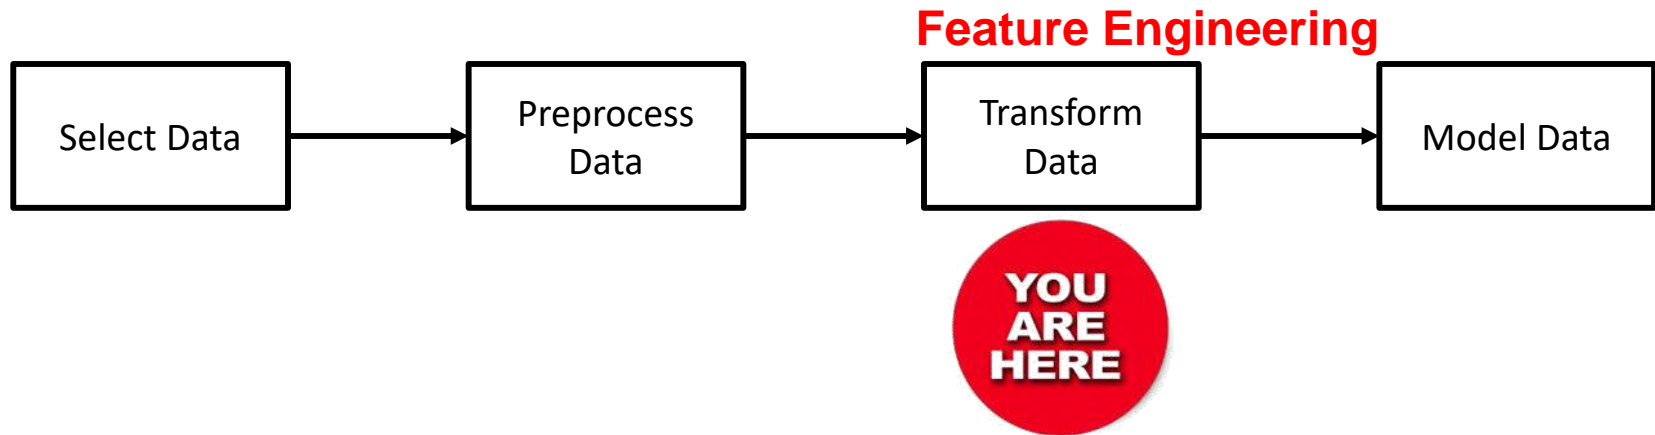 Feature Engineering
Select Data
Preprocess
Data
Transform
Data
Model Data
YOU
ARE
HERE